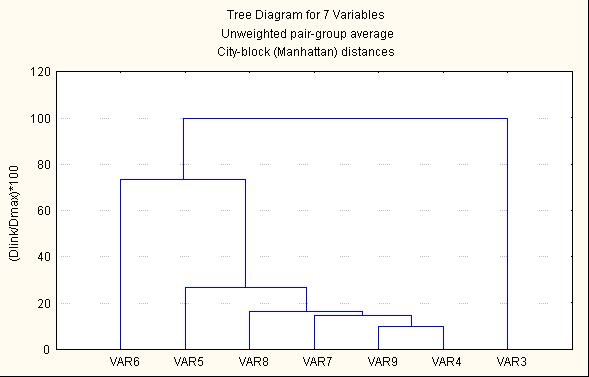 Tree Diagram for 7 Variables
Unweighted pair-group average
City-block (Manhattan) distances
(Dlink/Dmax)*100
120
100
80
60
40
20
0
VAR6 VAR5 VAR8 VAR7 VAR9 VAR4 VAR3